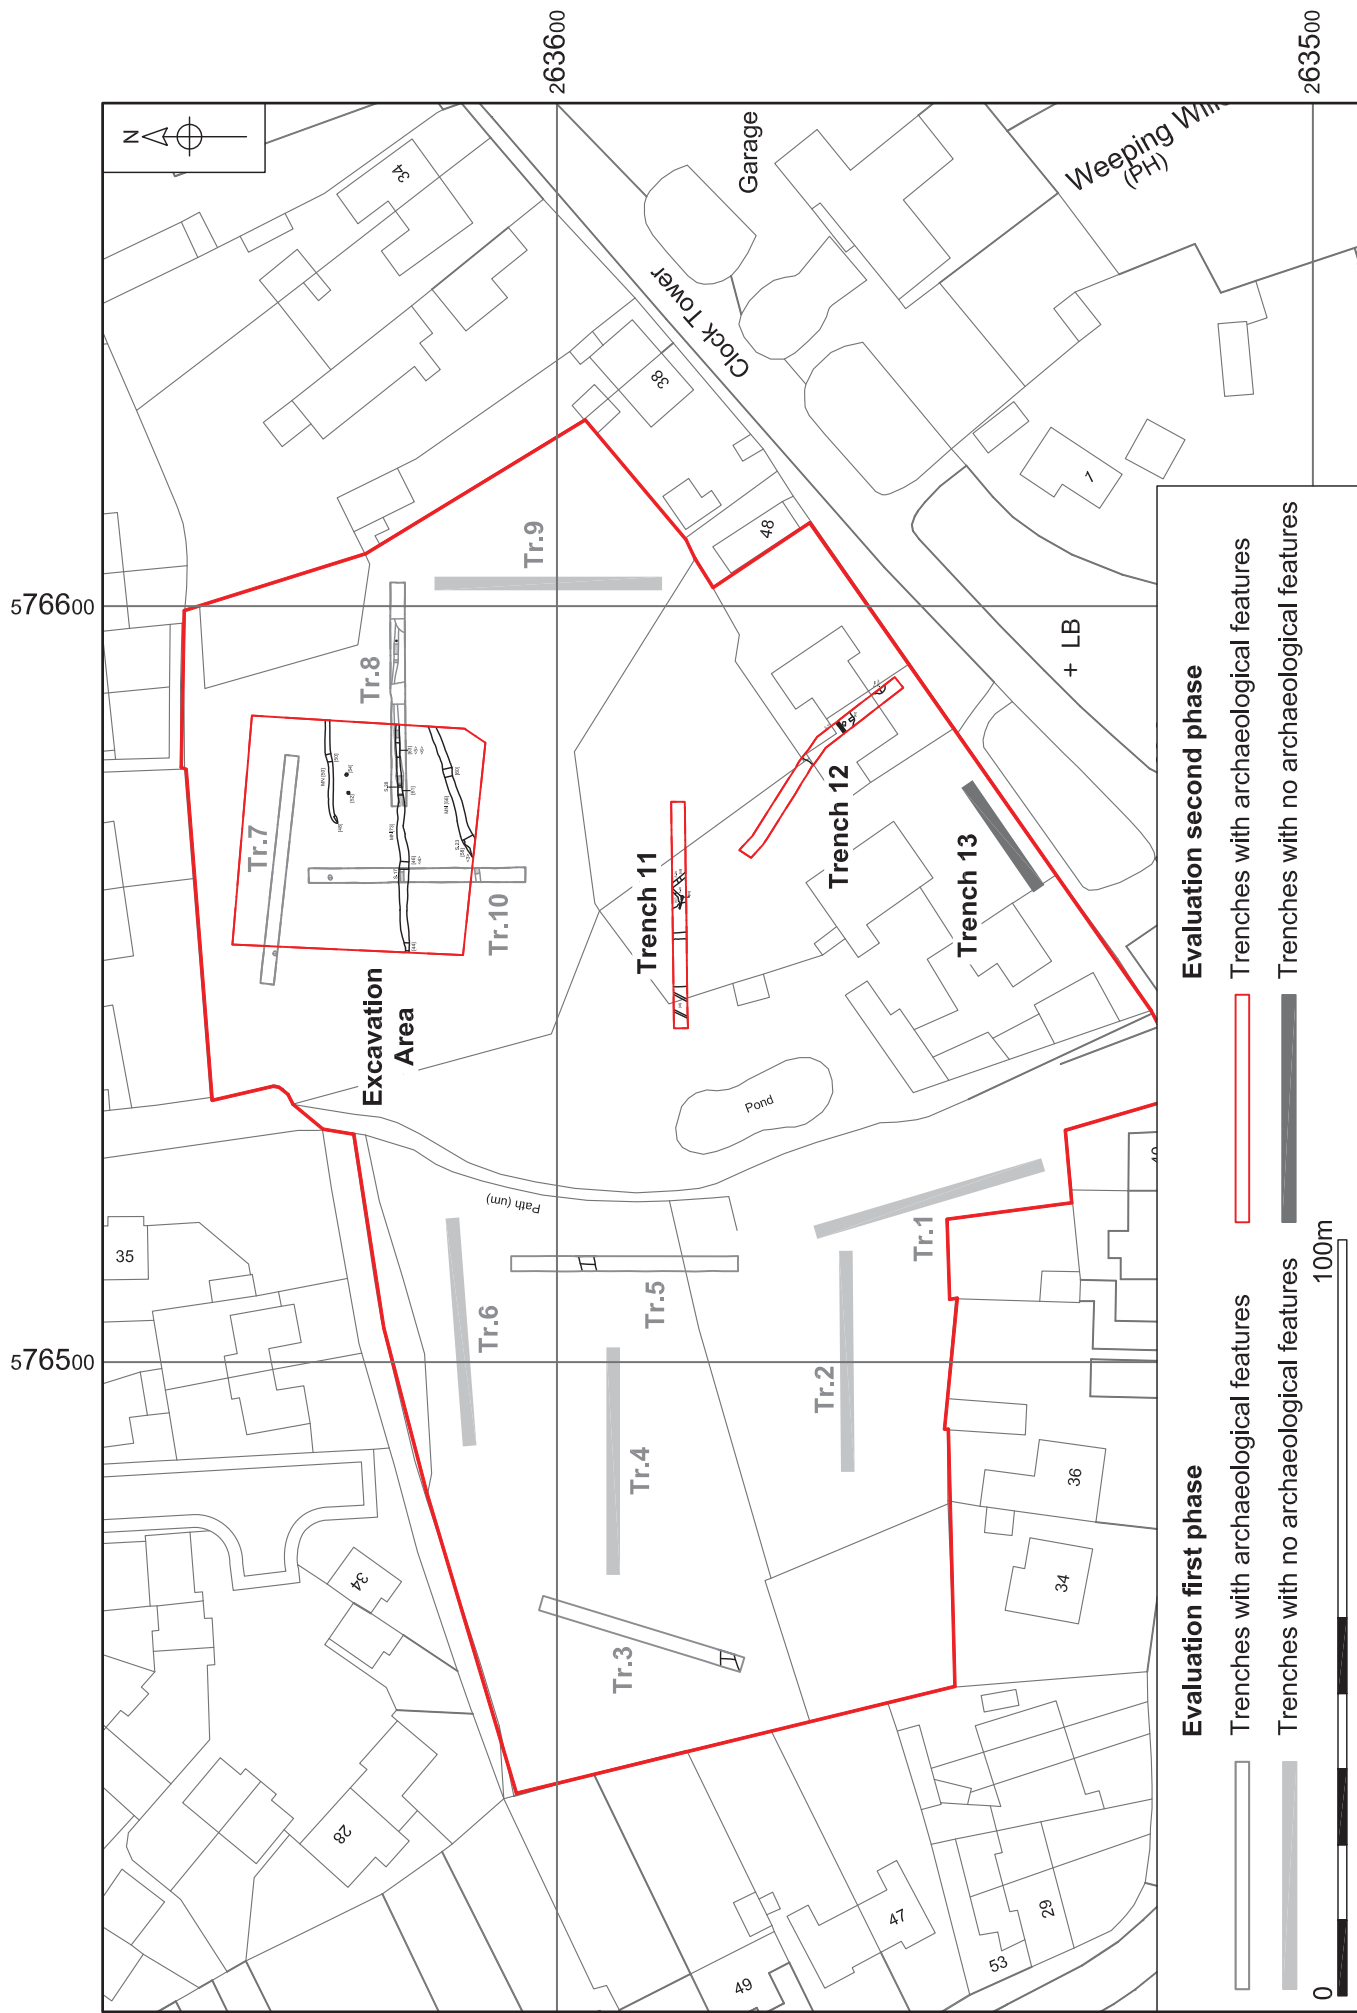 N
263600
263500
576600
576500
34
Garage
Weeping
(PH)
Clock Tower
38
48
7
+ LB
Tr.9
Tr.8
Tr.7
Tr.10
Excavation
Area
Trench 11
Trench 12
Trench 13
Pond
Path (um)
35
Tr.6
Tr.5
Tr.4
Tr.3
Tr.2
Tr.1
34
28
36
34
47
49
53
29
Evaluation first phase
Trenches with archaeological features
Trenches with no archaeological features
Evaluation second phase
Trenches with archaeological features
Trenches with no archaeological features
0
100m